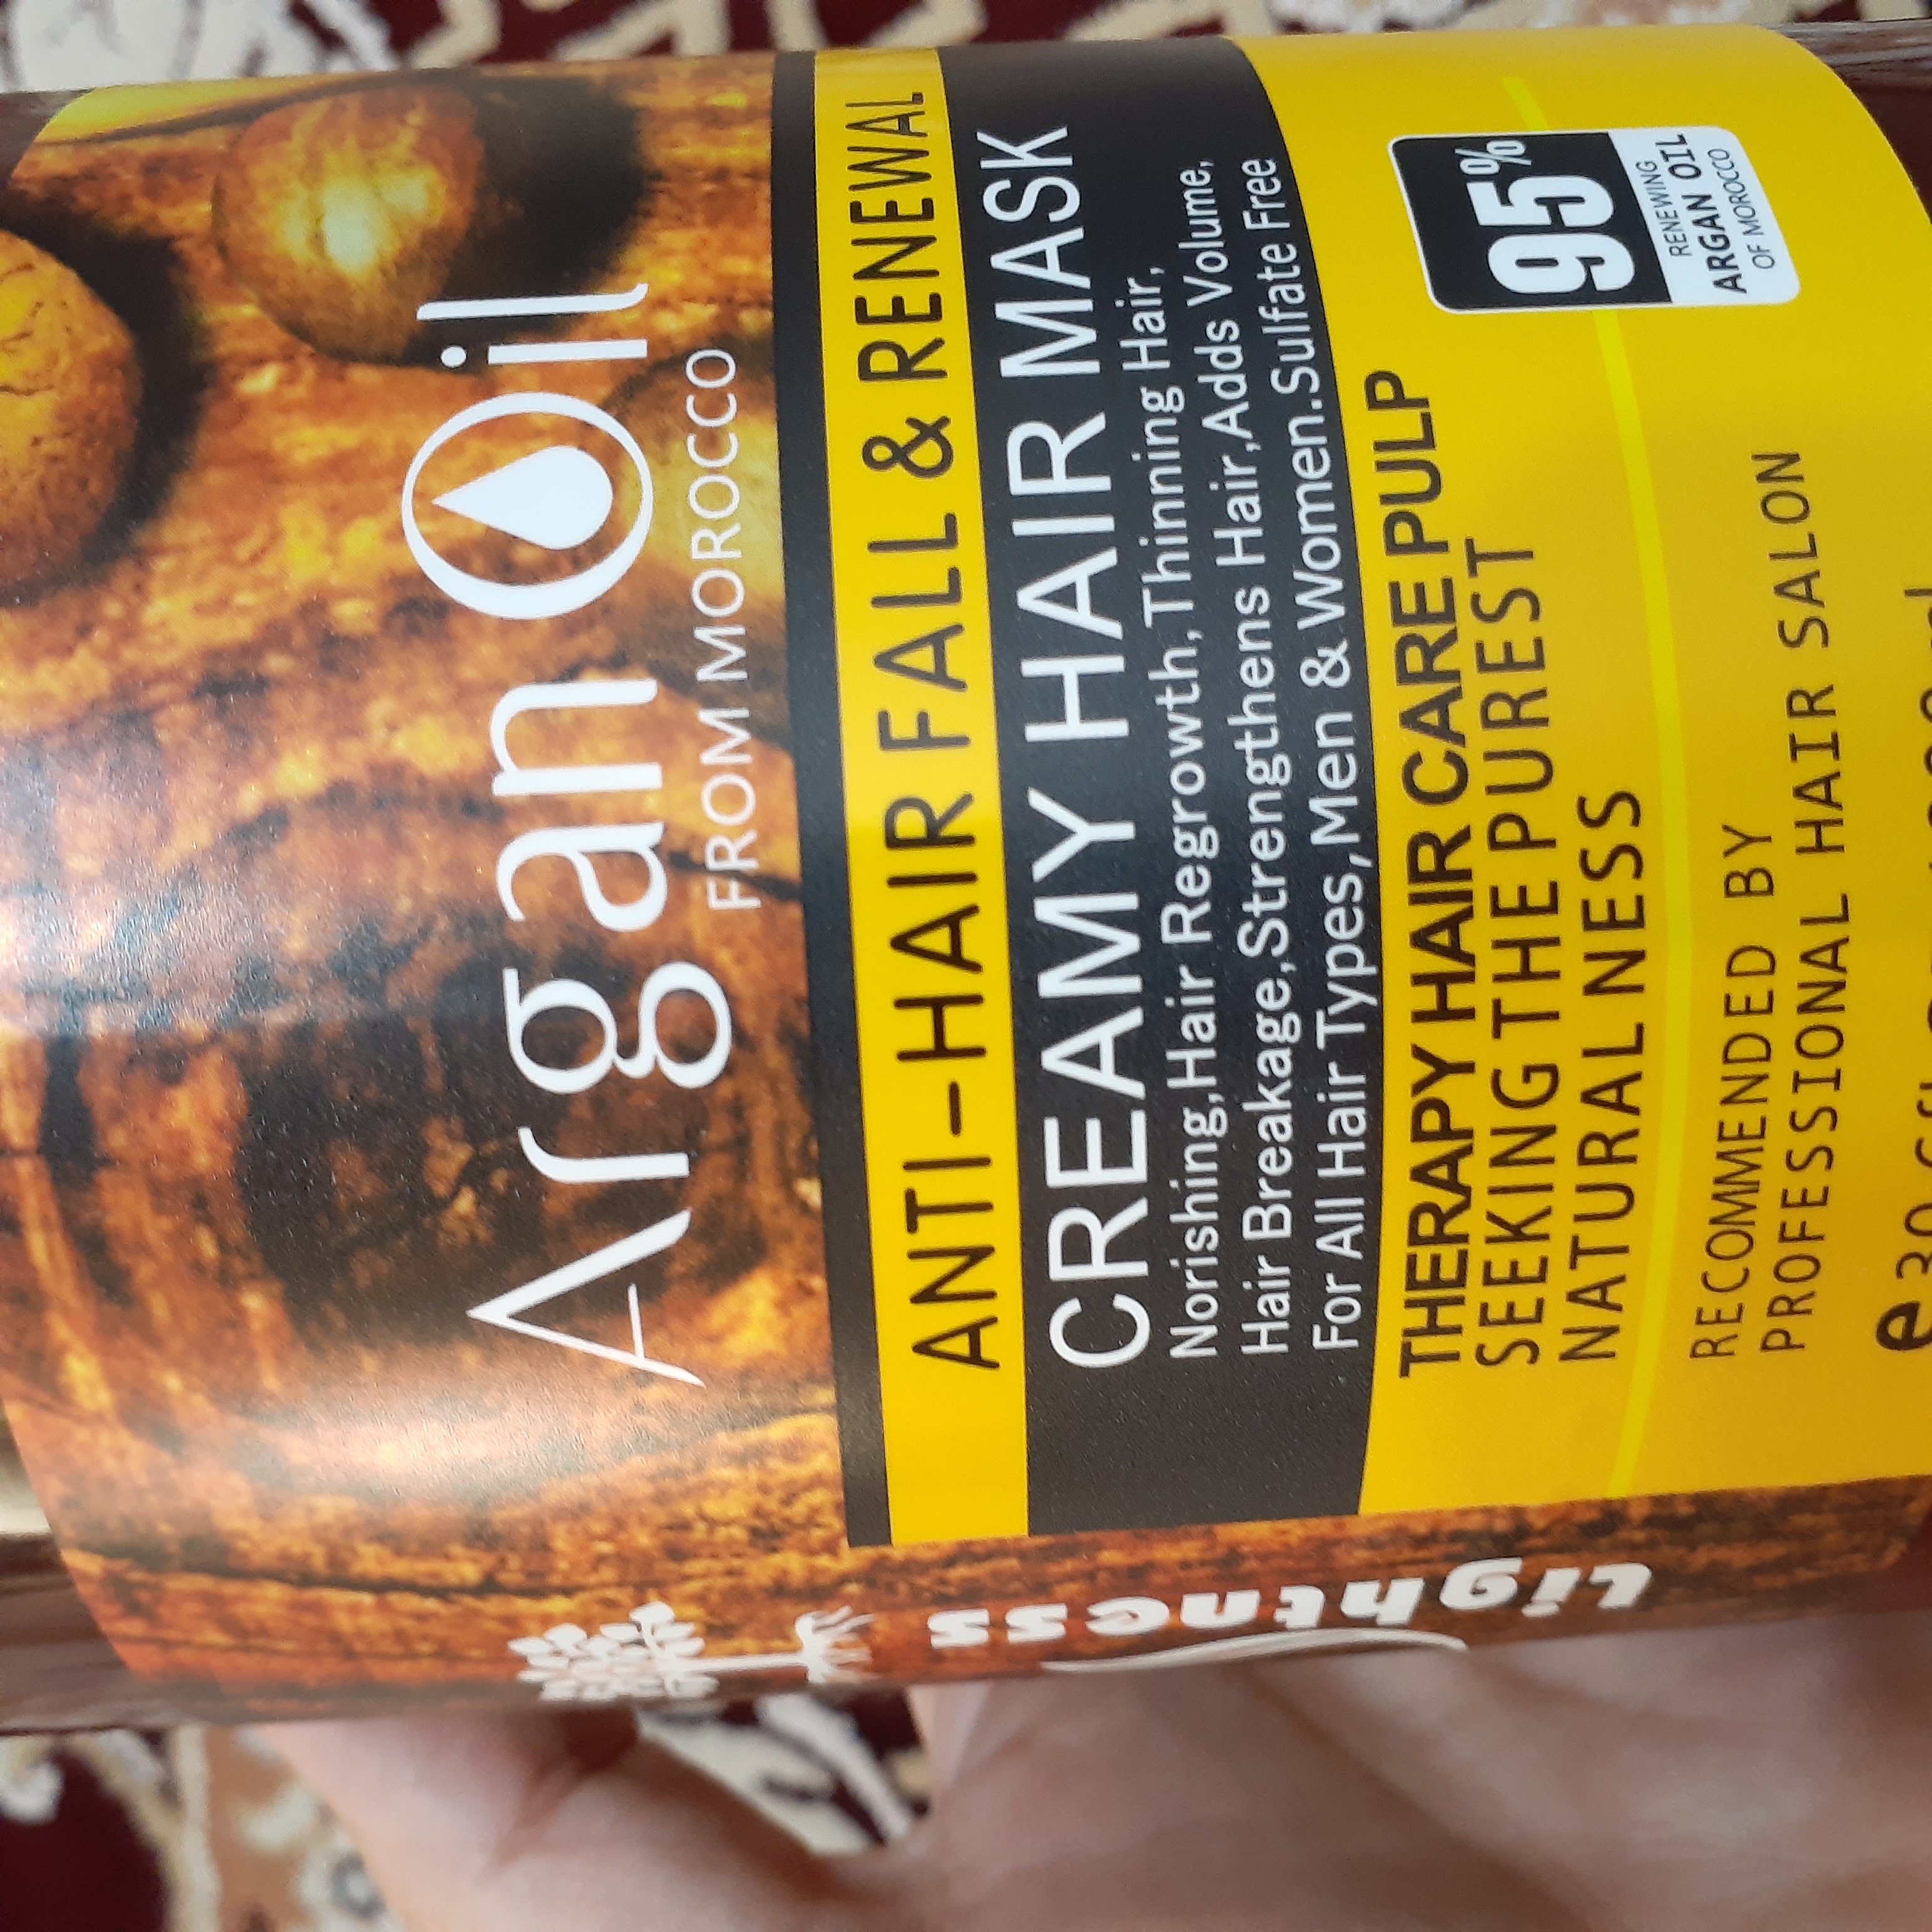 Argan Oil
FROM MOROCCO
ANTI-HAIR FALL & RENEWAL
CREAMY HAIR MASK
Norishing,Hair Regrowth,Thinning Hair,
Hair Breakage,Strengthens Hair,Adds Volume,
For All Hair Types,Men & Women.Sulfate Free
THERAPY HAIR CARE PULP
SEEKING THE PUREST
NATURAL NESS
95%
RENEWING
ARGAN OIL
OF MOROCCO
RECOMMENDED BY
PROFESSIONAL HAIR SALON
Lightness